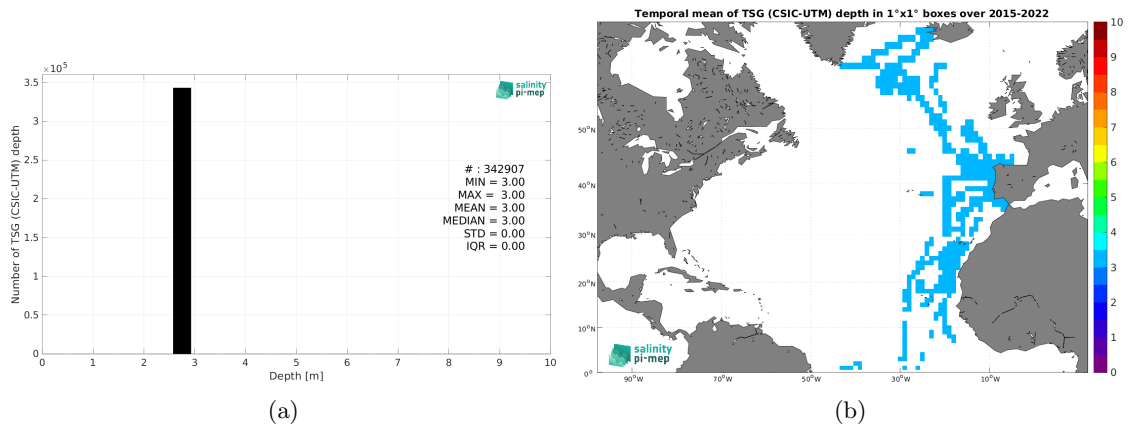 ×10⁵
3.5
3
2.5
2
1.5
1
0.5
0
Number of TSG (CSIC-UTM) depth
salinity
pi-mep
# : 342907
MIN = 3.00
MAX = 3.00
MEAN = 3.00
MEDIAN = 3.00
STD = 0.00
IQR = 0.00
0 1 2 3 4 5 6 7 8 9 10
Depth [m]
(a)
Temporal mean of TSG (CSIC-UTM) depth in 1°x1° boxes over 2015-2022
50°N
40°N
30°N
20°N
10°N
0°
90°W 70°W 50°W 30°W 10°W
salinity
pi-mep
10
9
8
7
6
5
4
3
2
1
0
(b)